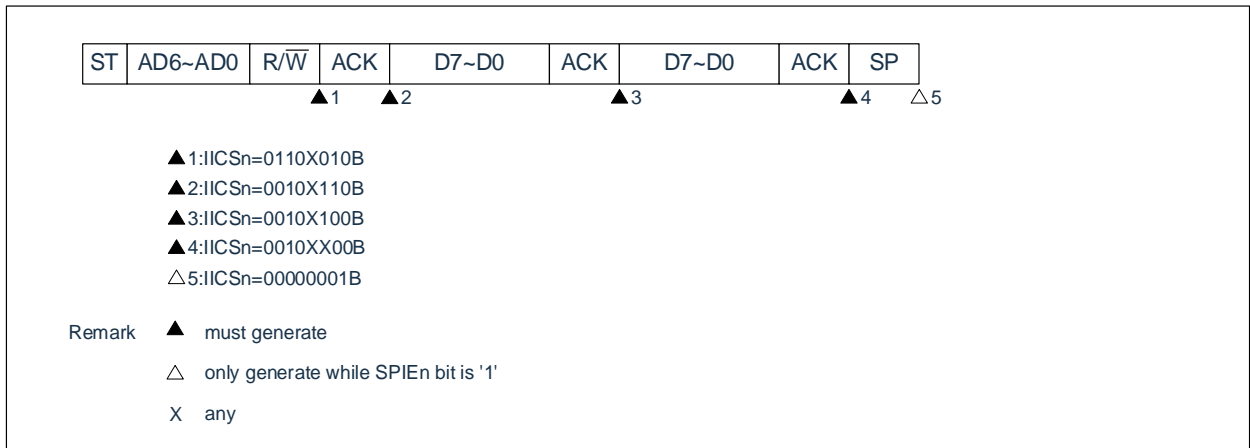 ST AD6~AD0 R/W̅ ACK D7~D0 ACK D7~D0 ACK SP
▲1 ▲2 ▲3 ▲4 △5
▲1:IICSn=0110X010B
▲2:IICSn=0010X110B
▲3:IICSn=0010X100B
▲4:IICSn=0010XX00B
△5:IICSn=00000001B
Remark ▲ must generate
△ only generate while SPIEn bit is '1'
X any